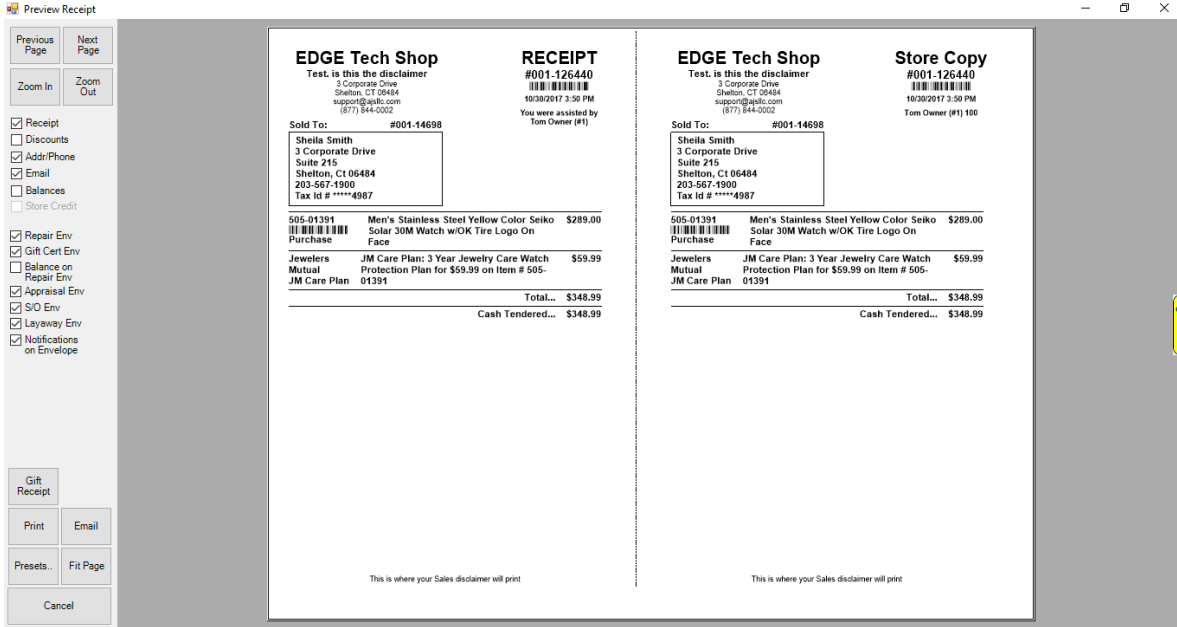 Preview Receipt
Previous Page
Next Page
Zoom In
Zoom Out
Receipt
Discounts
Addr/Phone
Email
Balances
Store Credit
Repair Env
Gift Cert Env
Balance on
Repair Env
Appraisal Env
S/O Env
Layaway Env
Notifications
on Envelope
Gift Receipt
Print
Email
Presets..
Fit Page
Cancel
EDGE Tech Shop
RECEIPT
Test. is this the disclaimer
#001-126440
3 Corporate Drive
Shelton, CT 06484
support@ajsllc.com
10/30/2017 3:50 PM
(877) 844-0002
You were assisted by
Tom Owner (#1)
Sold To: #001-14698
Sheila Smith
3 Corporate Drive
Suite 215
Shelton, Ct 06484
203-567-1900
Tax Id # *****4987
505-01391 Men's Stainless Steel Yellow Color Seiko $289.00
Solar 30M Watch w/OK Tire Logo On
Purchase Face
Jewelers JM Care Plan: 3 Year Jewelry Care Watch $59.99
Mutual Protection Plan for $59.99 on Item # 505-
JM Care Plan 01391
Total... $348.99
Cash Tendered... $348.99
This is where your Sales disclaimer will print
EDGE Tech Shop
Store Copy
Test. is this the disclaimer
#001-126440
3 Corporate Drive
Shelton, CT 06484
support@ajsllc.com
10/30/2017 3:50 PM
(877) 844-0002
Tom Owner (#1) 100
Sold To: #001-14698
Sheila Smith
3 Corporate Drive
Suite 215
Shelton, Ct 06484
203-567-1900
Tax Id # *****4987
505-01391 Men's Stainless Steel Yellow Color Seiko $289.00
Solar 30M Watch w/OK Tire Logo On
Purchase Face
Jewelers JM Care Plan: 3 Year Jewelry Care Watch $59.99
Mutual Protection Plan for $59.99 on Item # 505-
JM Care Plan 01391
Total... $348.99
Cash Tendered... $348.99
This is where your Sales disclaimer will print